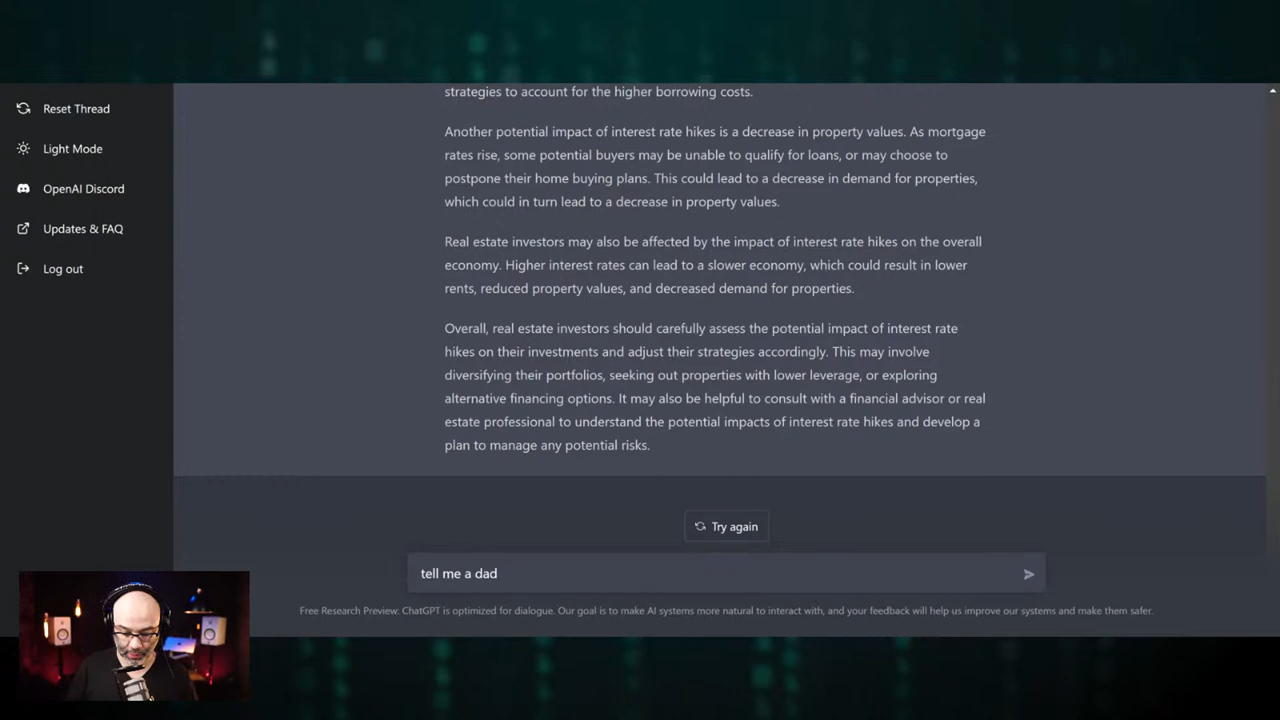 strategies to account for the higher borrowing costs.
Reset Thread
Another potential impact of interest rate hikes is a decrease in property values. As mortgage
rates rise, some potential buyers may be unable to qualify for loans, or may choose to
postpone their home buying plans. This could lead to a decrease in demand for properties,
which could in turn lead to a decrease in property values.
Light Mode
OpenAI Discord
Updates & FAQ
Log out
Real estate investors may also be affected by the impact of interest rate hikes on the overall
economy. Higher interest rates can lead to a slower economy, which could result in lower
rents, reduced property values, and decreased demand for properties.
Overall, real estate investors should carefully assess the potential impact of interest rate
hikes on their investments and adjust their strategies accordingly. This may involve
diversifying their portfolios, seeking out properties with lower leverage, or exploring
alternative financing options. It may also be helpful to consult with a financial advisor or real
estate professional to understand the potential impacts of interest rate hikes and develop a
plan to manage any potential risks.
Try again
tell me a dad
Free Research Preview: ChatGPT is optimized for dialogue. Our goal is to make AI systems more natural to interact with, and your feedback will help us improve our systems and make them safer.